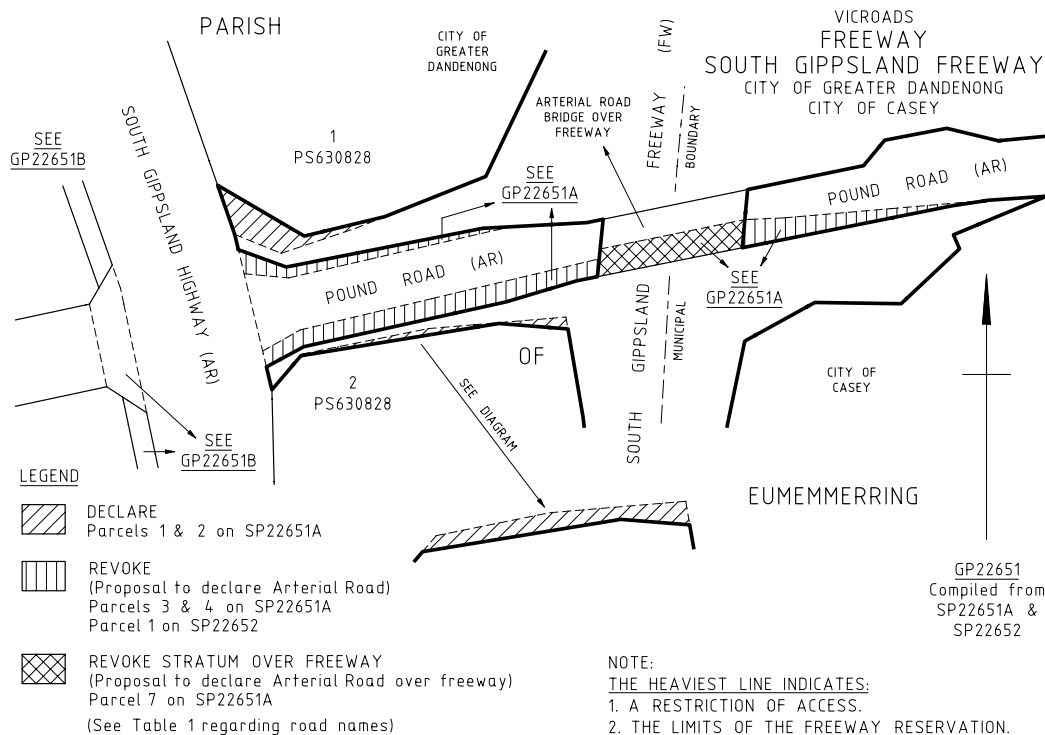 PARISH
CITY OF
GREATER
DANDENONG
(FW)
FREEWAY
VICROADS
FREEWAY
SOUTH GIPPSLAND FREEWAY
CITY OF GREATER DANDENONG
CITY OF CASEY
ARTERIAL ROAD
BRIDGE OVER
FREEWAY
BOUNDARY
1
PS630828
SEE
GP22651B
SOUTH GIPPSLAND HIGHWAY (AR)
SEE
GP22651A
POUND ROAD (AR)
POUND ROAD (AR)
SEE
GP22651A
GIPPSLAND
MUNICIPAL
OF
2
PS630828
CITY OF
CASEY
SEE DIAGRAM
SOUTH
SEE
GP22651B
EUMEMMERRING
LEGEND
DECLARE
Parcels 1 & 2 on SP22651A
REVOKE
(Proposal to declare Arterial Road)
Parcels 3 & 4 on SP22651A
Parcel 1 on SP22652
REVOKE STRATUM OVER FREEWAY
(Proposal to declare Arterial Road over freeway)
Parcel 7 on SP22651A
(See Table 1 regarding road names)
GP22651
Compiled from
SP22651A &
SP22652
NOTE:
THE HEAVIEST LINE INDICATES:
1. A RESTRICTION OF ACCESS.
2. THE LIMITS OF THE FREEWAY RESERVATION.